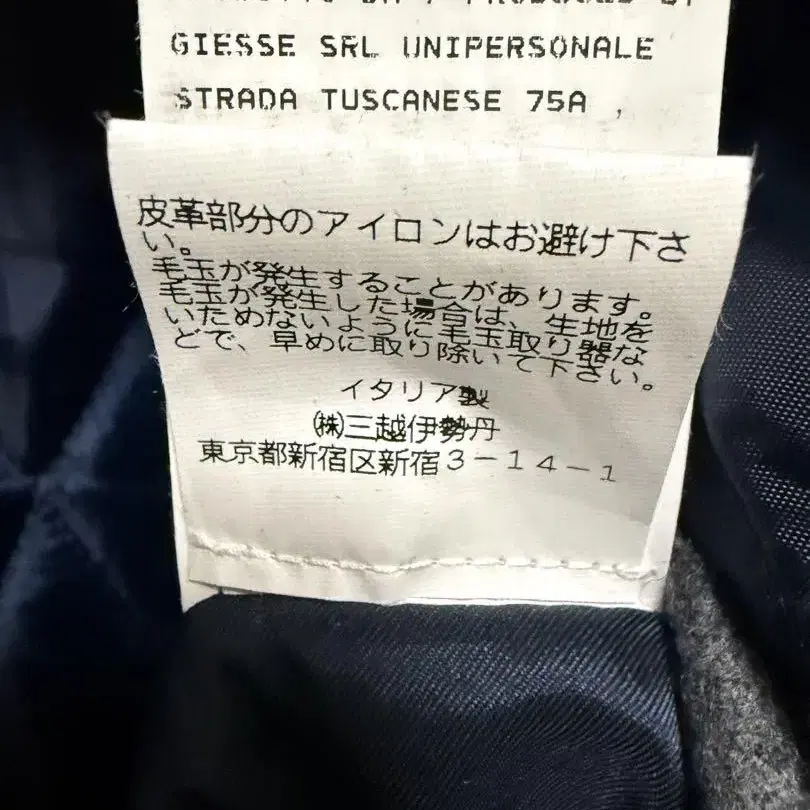 PRODUCED BY
GIESSE SRL UNIPERSONALE
STRADA TUSCANESE 75A ,
皮革部分のアイロンはお避け下さ
い。
毛玉が発生することがあります。
毛玉が発生した場合は、生地を
いためないように毛玉取り器な
どで、早めに取り除いて下さい。
イタリア製
㈱三越伊勢丹
東京都新宿区新宿3－14－1